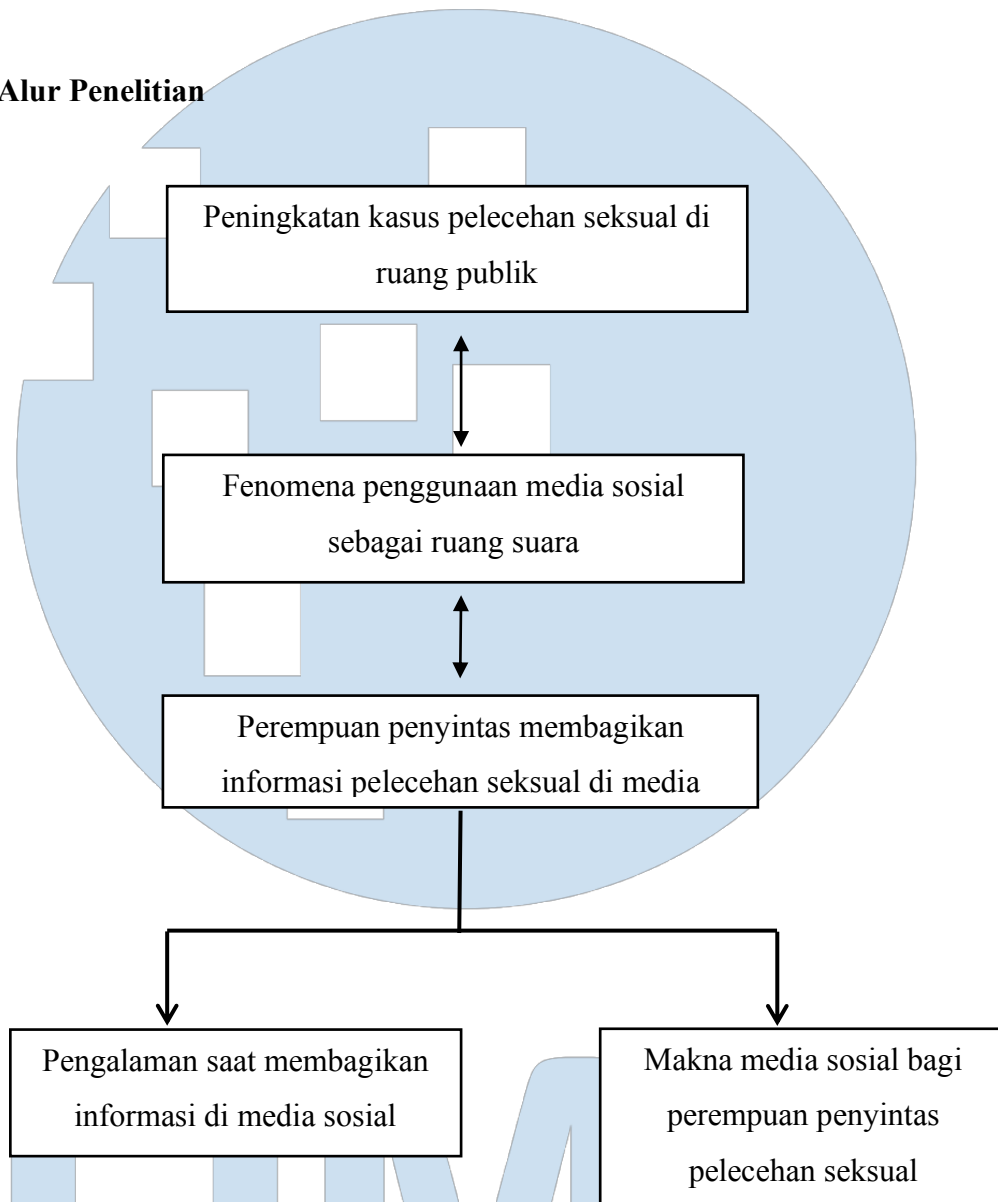 Alur Penelitian
Peningkatan kasus pelecehan seksual di
ruang publik
Fenomena penggunaan media sosial
sebagai ruang suara
Perempuan penyintas membagikan
informasi pelecehan seksual di media
Pengalaman saat membagikan
informasi di media sosial
Makna media sosial bagi
perempuan penyintas
pelecehan seksual